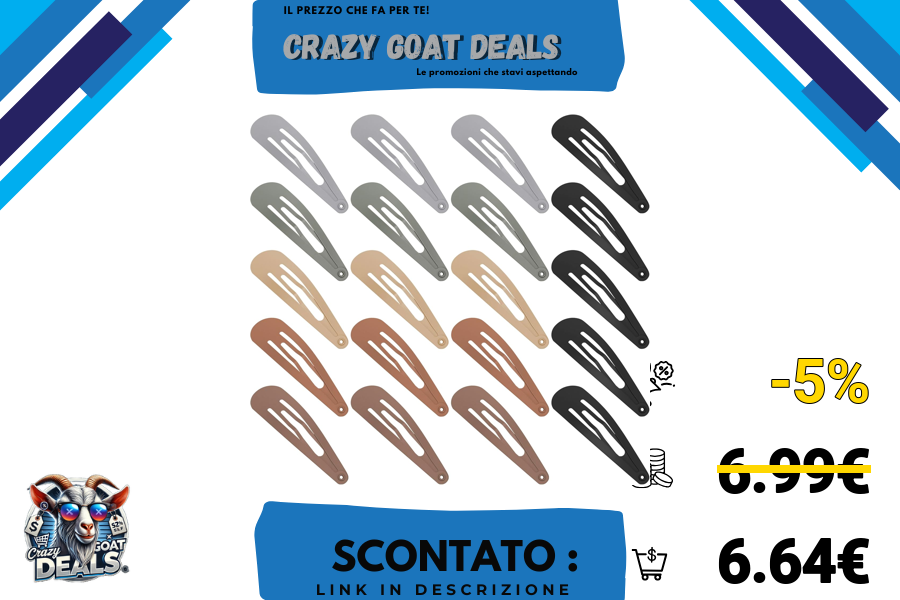 IL PREZZO CHE FA PER TE!
CRAZY GOAT DEALS
Le promozioni che stavi aspettando
-5%
6.99€
6.64€
SCONTATO :
LINK IN DESCRIZIONE
Crazy
GOAT
DEALS
$